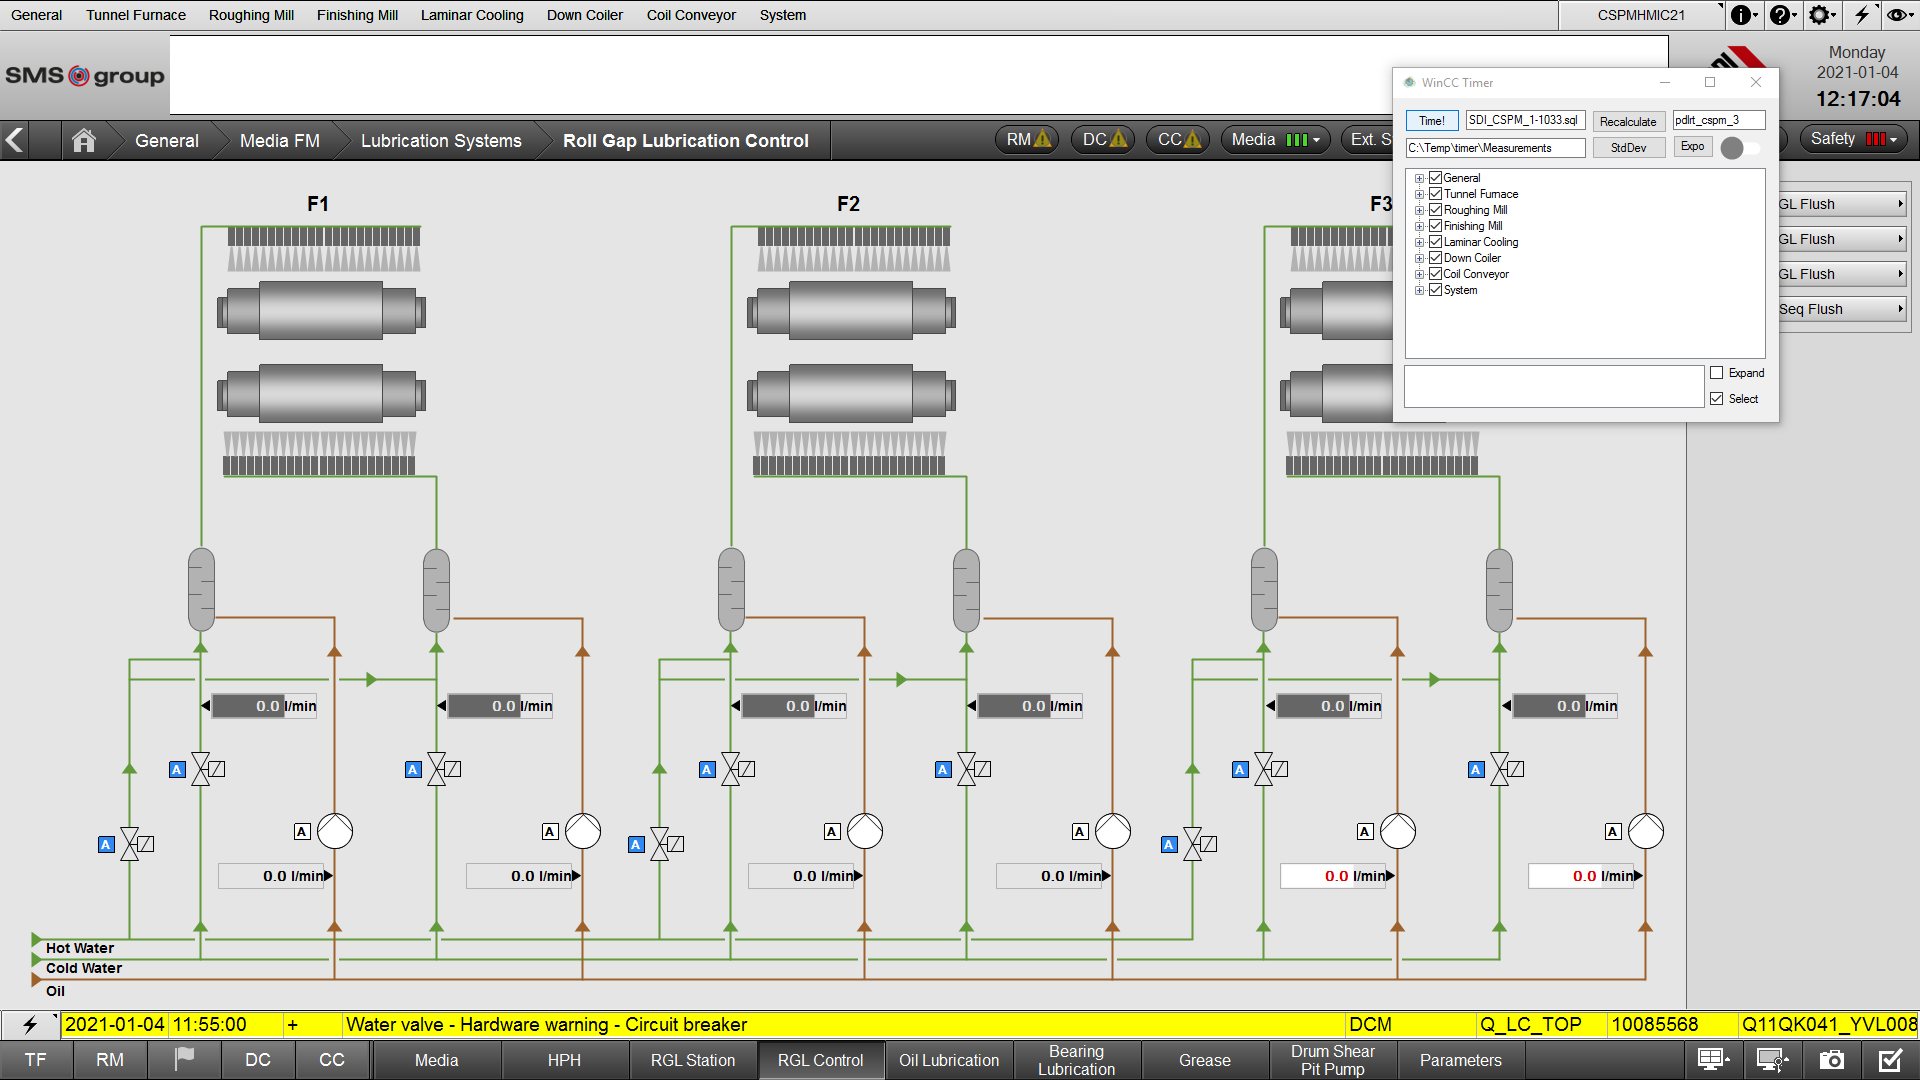 General Tunnel Furnace Roughing Mill Finishing Mill Laminar Cooling Down Coiler Coil Conveyor System CSPMHMIC21
SMS group
Monday
2021-01-04
12:17:04
General Media FM Lubrication Systems Roll Gap Lubrication Control RM DC CC Media Ext. S Safety
WinCC Timer
Time! SDI_CSPM_1-1033.sql Recalculate pdlrt_cspm_3
C:\Temp\timer\Measurements StdDev Expo
General
Tunnel Furnace
Roughing Mill
Finishing Mill
Laminar Cooling
Down Coiler
Coil Conveyor
System
Expand
Select
GL Flush
GL Flush
GL Flush
Seq Flush
F1 F2 F3
0.0 l/min 0.0 l/min 0.0 l/min 0.0 l/min 0.0 l/min 0.0 l/min
A A A A A A
A A A A A A
A A A
0.0 l/min 0.0 l/min 0.0 l/min 0.0 l/min 0.0 l/min 0.0 l/min
Hot Water
Cold Water
Oil
2021-01-04 11:55:00 + Water valve - Hardware warning - Circuit breaker DCM Q_LC_TOP 10085568 Q11QK041_YVL008
TF RM DC CC Media HPH RGL Station RGL Control Oil Lubrication Bearing Lubrication Grease Drum Shear Pit Pump Parameters